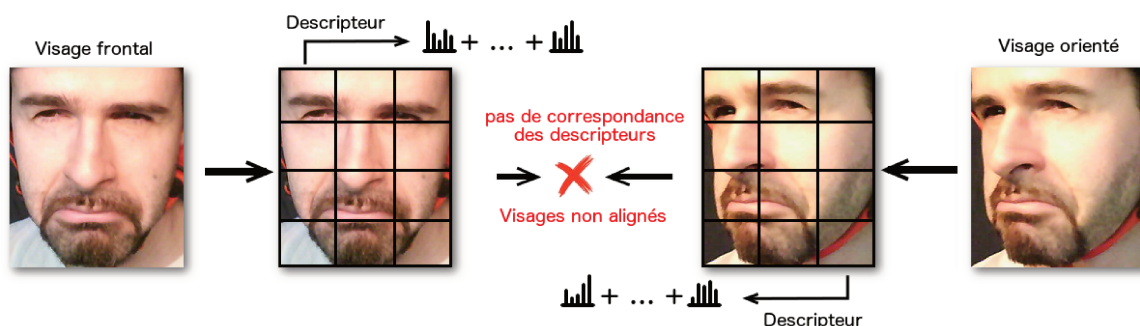 Descripteur
+ ... +
Visage frontal
Visage orienté
pas de correspondance
des descripteurs
Visages non alignés
+ ... +
Descripteur